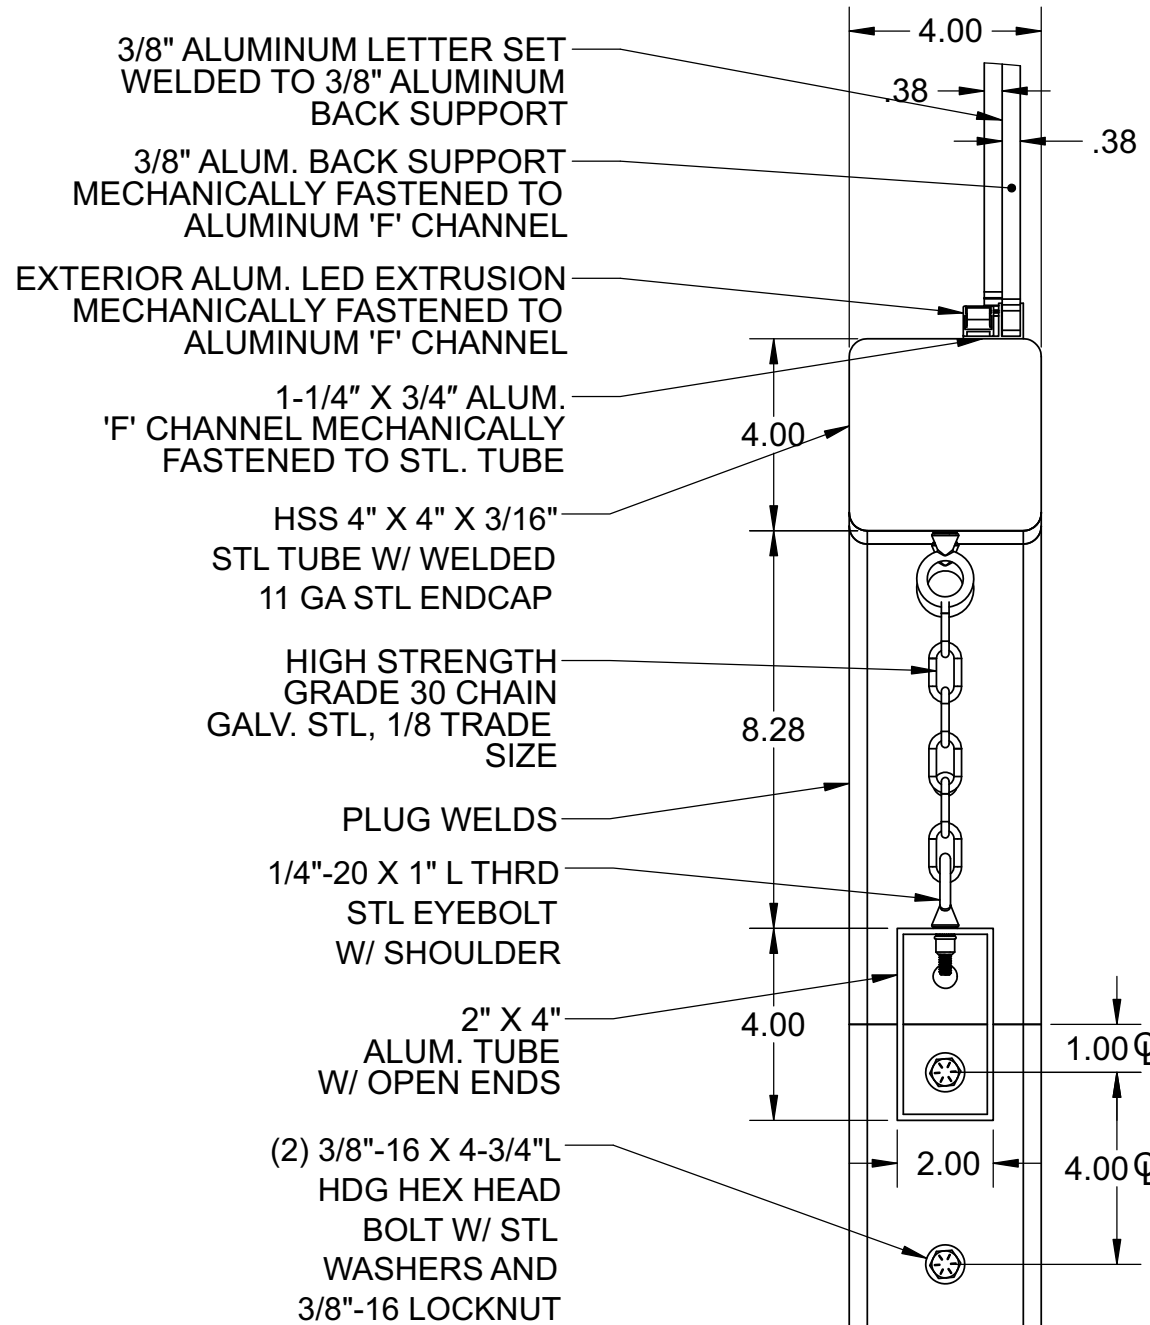 4.00
3/8" ALUMINUM LETTER SET
WELDED TO 3/8" ALUMINUM
BACK SUPPORT
.38
.38
3/8" ALUM. BACK SUPPORT
MECHANICALLY FASTENED TO
ALUMINUM 'F' CHANNEL
EXTERIOR ALUM. LED EXTRUSION
MECHANICALLY FASTENED TO
ALUMINUM 'F' CHANNEL
1-1/4" X 3/4" ALUM.
'F' CHANNEL MECHANICALLY
FASTENED TO STL. TUBE
4.00
HSS 4" X 4" X 3/16"
STL TUBE W/ WELDED
11 GA STL ENDCAP
HIGH STRENGTH
GRADE 30 CHAIN
GALV. STL, 1/8 TRADE
SIZE
8.28
PLUG WELDS
1/4"-20 X 1" L THRD
STL EYEBOLT
W/ SHOULDER
2" X 4"
ALUM. TUBE
W/ OPEN ENDS
4.00
1.00 ℄
(2) 3/8"-16 X 4-3/4"L
HDG HEX HEAD
BOLT W/ STL
WASHERS AND
3/8"-16 LOCKNUT
2.00
4.00 ℄